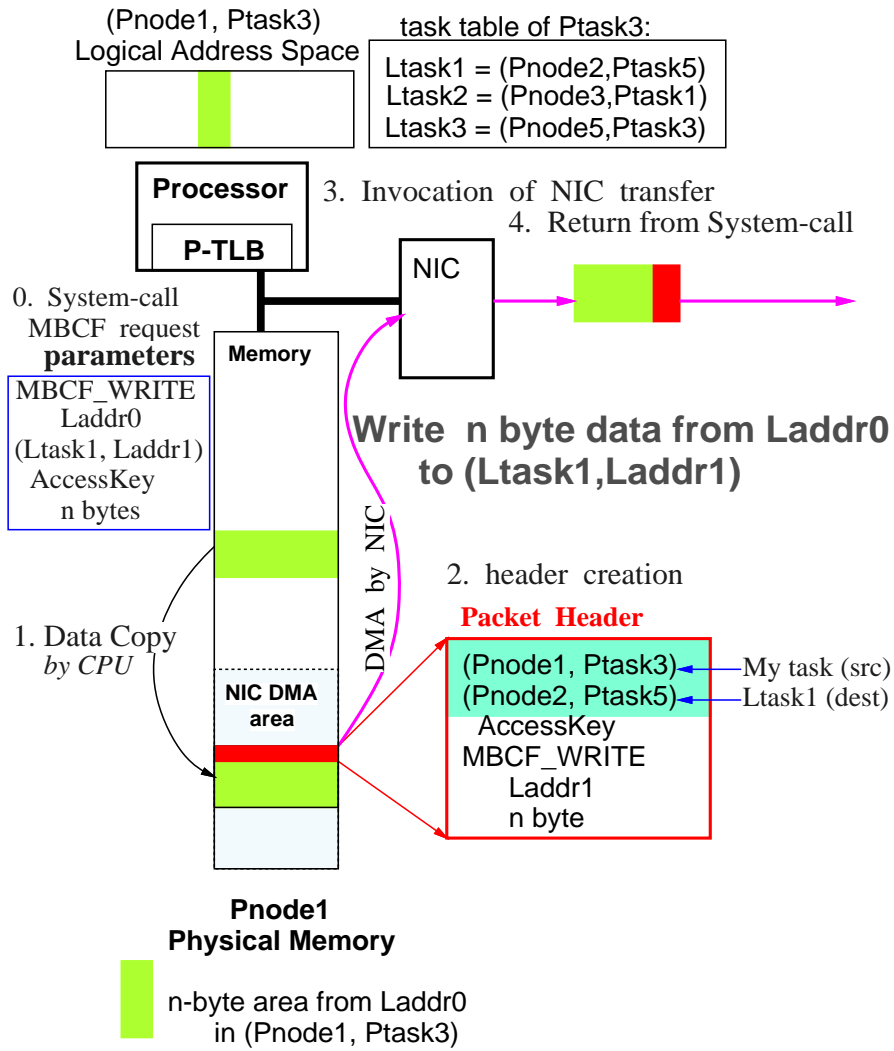 (Pnode1, Ptask3)
Logical Address Space
task table of Ptask3:
Ltask1 = (Pnode2,Ptask5)
Ltask2 = (Pnode3,Ptask1)
Ltask3 = (Pnode5,Ptask3)
Processor
P-TLB
3. Invocation of NIC transfer
4. Return from System-call
NIC
0. System-call
MBCF request
parameters
MBCF_WRITE
Laddr0
(Ltask1, Laddr1)
AccessKey
n bytes
Memory
Write n byte data from Laddr0
to (Ltask1,Laddr1)
DMA by NIC
1. Data Copy
by CPU
NIC DMA
area
2. header creation
Packet Header
(Pnode1, Ptask3)
My task (src)
(Pnode2, Ptask5)
Ltask1 (dest)
AccessKey
MBCF_WRITE
Laddr1
n byte
Pnode1
Physical Memory
n-byte area from Laddr0
in (Pnode1, Ptask3)